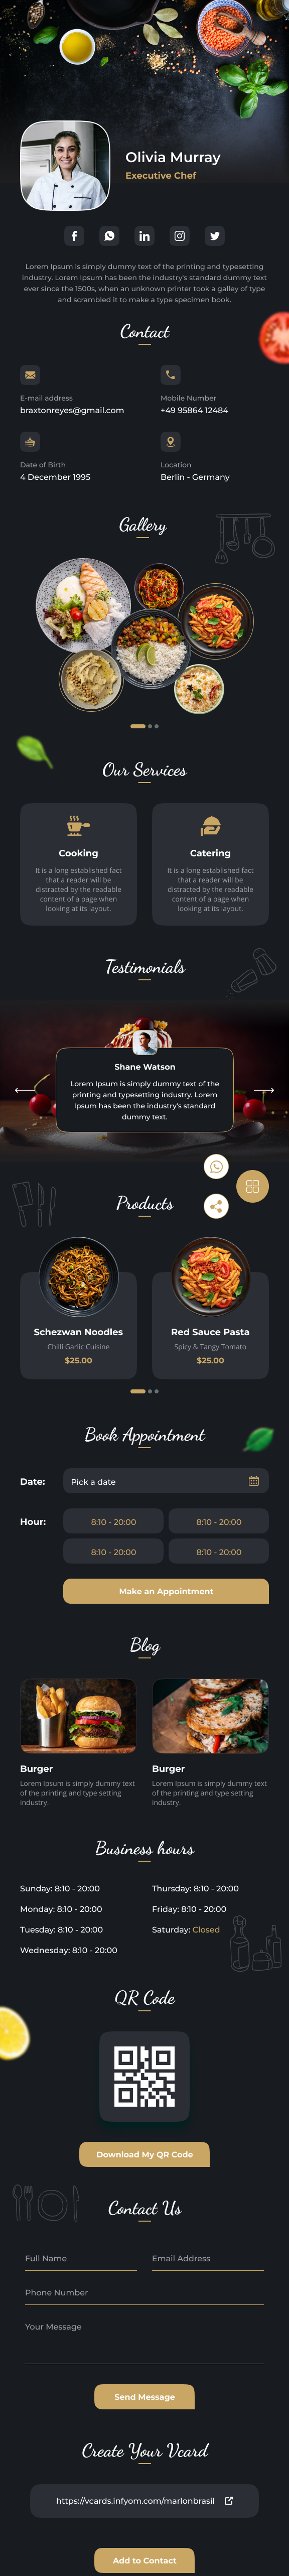 Olivia Murray
Executive Chef
Lorem Ipsum is simply dummy text of the printing and typesetting
industry. Lorem Ipsum has been the industry's standard dummy text
ever since the 1500s, when an unknown printer took a galley of type
and scrambled it to make a type specimen book.
Contact
E-mail address
braxtonreyes@gmail.com
Mobile Number
+49 95864 12484
Date of Birth
4 December 1995
Location
Berlin - Germany
Gallery
Our Services
Cooking
It is a long established fact
that a reader will be
distracted by the readable
content of a page when
looking at its layout.
Catering
It is a long established fact
that a reader will be
distracted by the readable
content of a page when
looking at its layout.
Testimonials
Shane Watson
Lorem Ipsum is simply dummy text of the
printing and typesetting industry. Lorem
Ipsum has been the industry's standard
dummy text.
Products
Schezwan Noodles
Chilli Garlic Cuisine
$25.00
Red Sauce Pasta
Spicy & Tangy Tomato
$25.00
Book Appointment
Date:
Pick a date
Hour:
8:10 - 20:00
8:10 - 20:00
8:10 - 20:00
8:10 - 20:00
Make an Appointment
Blog
Burger
Lorem Ipsum is simply dummy text
of the printing and type setting
industry.
Burger
Lorem Ipsum is simply dummy text
of the printing and type setting
industry.
Business hours
Sunday: 8:10 - 20:00
Thursday: 8:10 - 20:00
Monday: 8:10 - 20:00
Friday: 8:10 - 20:00
Tuesday: 8:10 - 20:00
Saturday: Closed
Wednesday: 8:10 - 20:00
QR Code
Download My QR Code
Contact Us
Full Name
Email Address
Phone Number
Your Message
Send Message
Create Your Vcard
https://vcards.infyom.com/marlonbrasil
Add to Contact